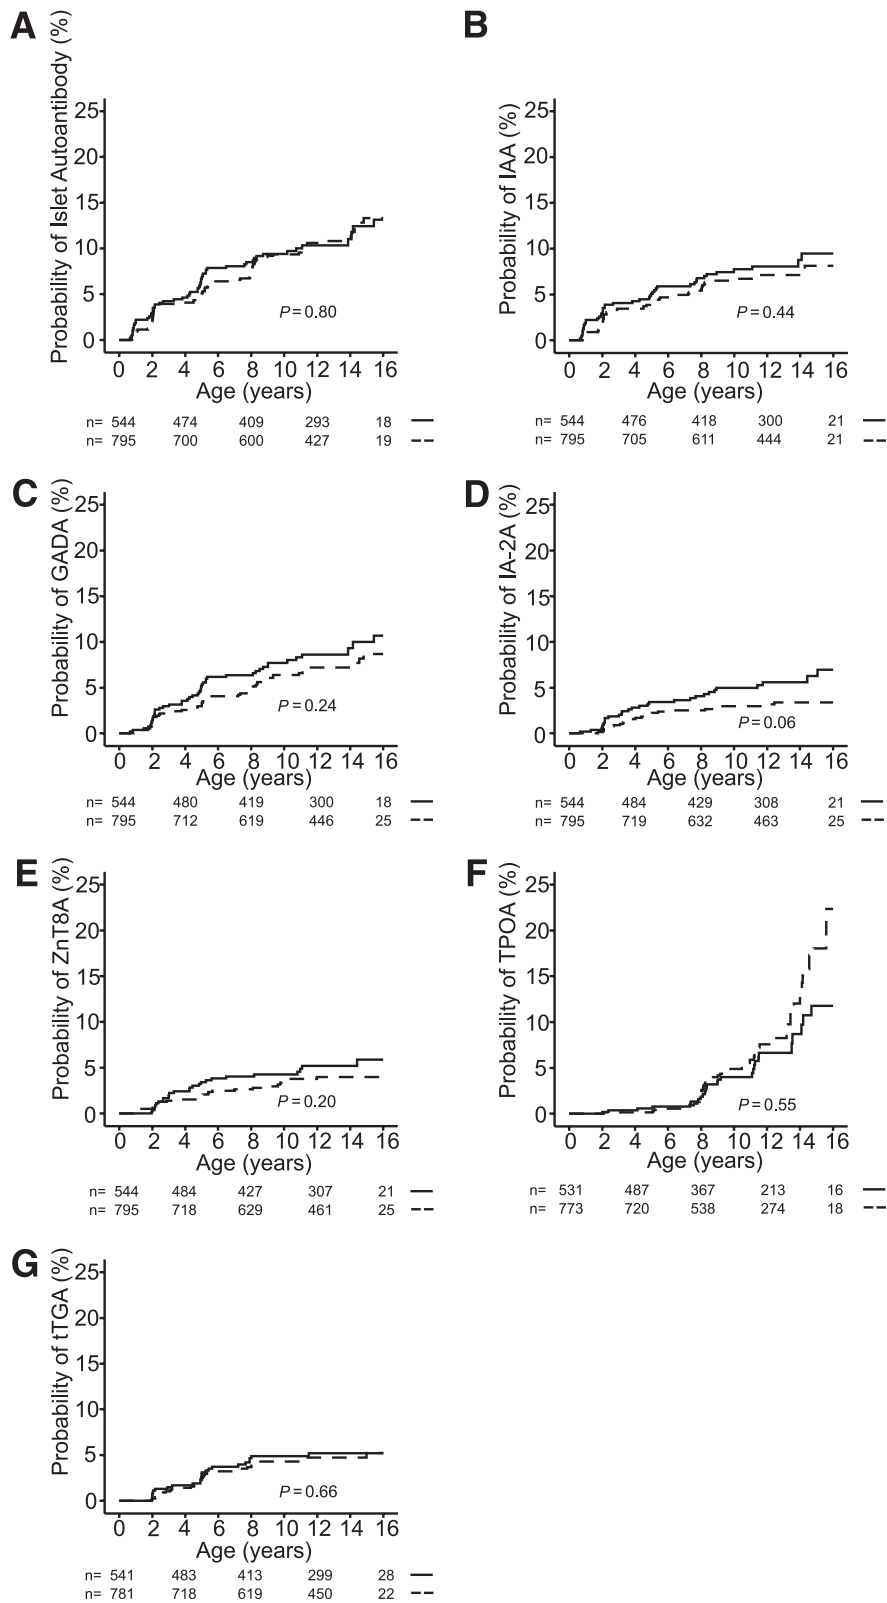 A
Probability of Islet Autoantibody (%)
25
20
15
10
5
0
P = 0.80
0 2 4 6 8 10 12 14 16
Age (years)
n= 544 474 409 293 18
n= 795 700 600 427 19
B
Probability of IAA (%)
25
20
15
10
5
0
P = 0.44
0 2 4 6 8 10 12 14 16
Age (years)
n= 544 476 418 300 21
n= 795 705 611 444 21
C
Probability of GADA (%)
25
20
15
10
5
0
P = 0.24
0 2 4 6 8 10 12 14 16
Age (years)
n= 544 480 419 300 18
n= 795 712 619 446 25
D
Probability of IA-2A (%)
25
20
15
10
5
0
P = 0.06
0 2 4 6 8 10 12 14 16
Age (years)
n= 544 484 429 308 21
n= 795 719 632 463 25
E
Probability of ZnT8A (%)
25
20
15
10
5
0
P = 0.20
0 2 4 6 8 10 12 14 16
Age (years)
n= 544 484 427 307 21
n= 795 718 629 461 25
F
Probability of TPOA (%)
25
20
15
10
5
0
P = 0.55
0 2 4 6 8 10 12 14 16
Age (years)
n= 531 487 367 213 16
n= 773 720 538 274 18
G
Probability of tTGA (%)
25
20
15
10
5
0
P = 0.66
0 2 4 6 8 10 12 14 16
Age (years)
n= 541 483 413 299 28
n= 781 718 619 450 22